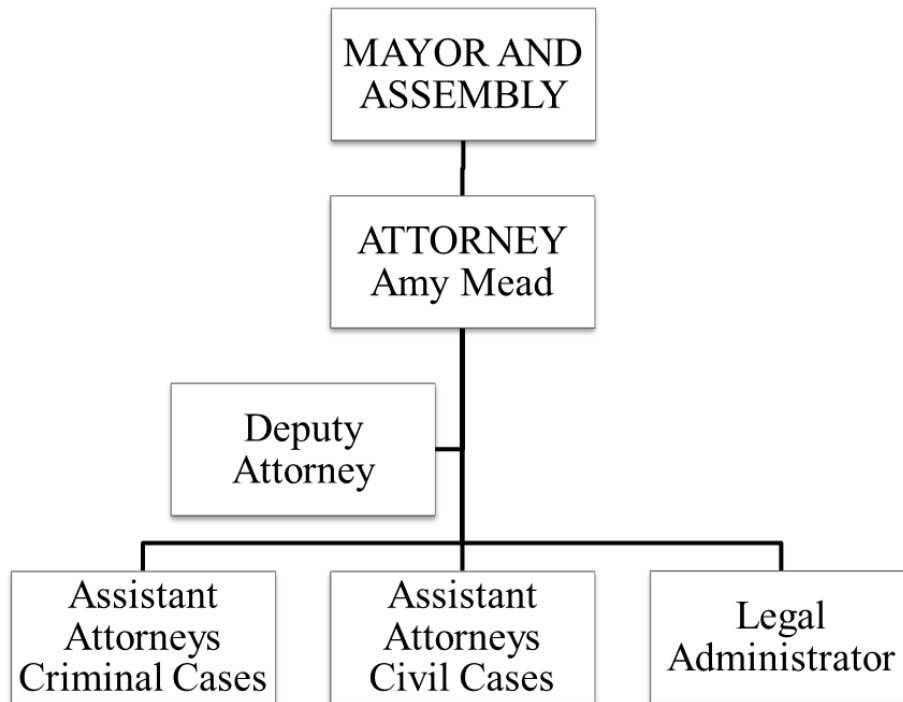 MAYOR AND
ASSEMBLY
ATTORNEY
Amy Mead
Deputy
Attorney
Assistant
Attorneys
Criminal Cases
Assistant
Attorneys
Civil Cases
Legal
Administrator